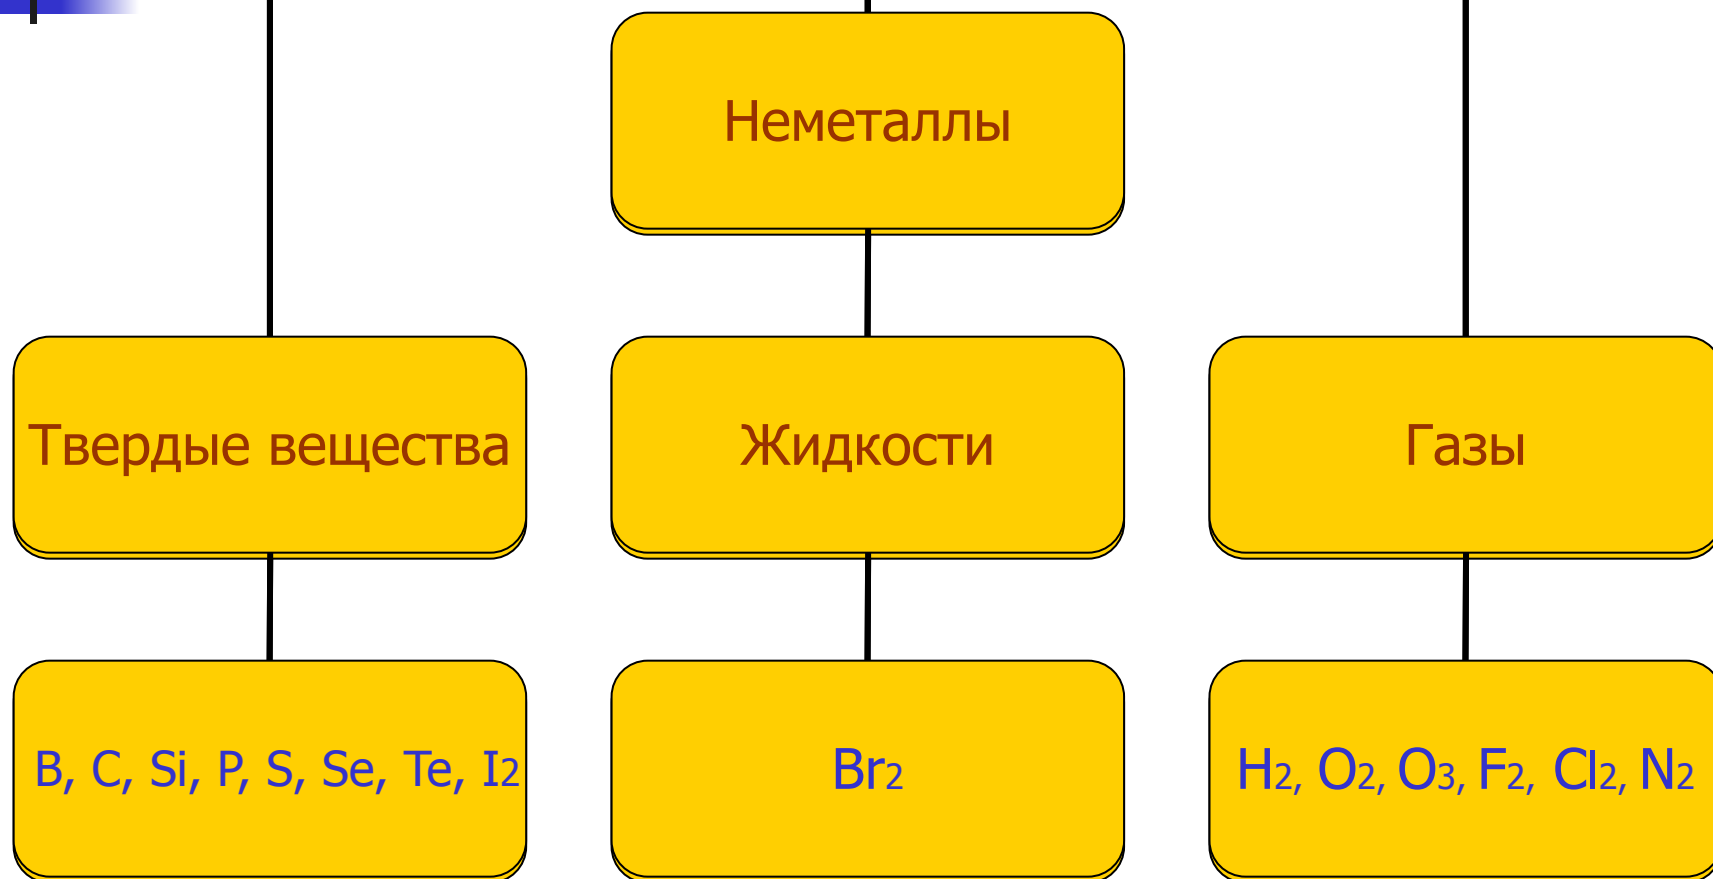 Неметаллы
Твердые вещества
Жидкости
Газы
B, C, Si, P, S, Se, Te, I2
Br2
H2, O2, O3, F2, Cl2, N2